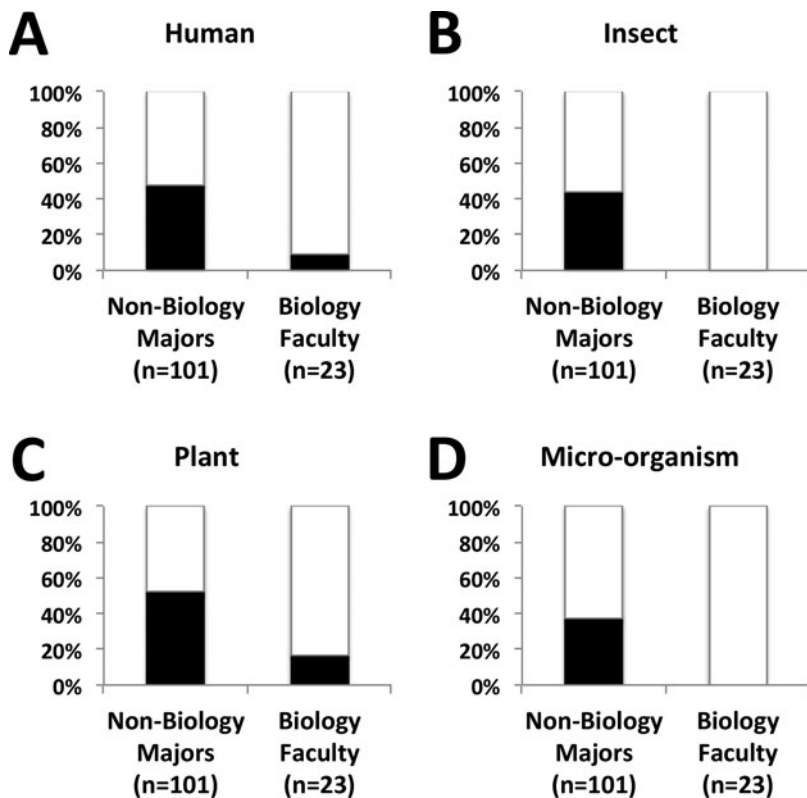 A Human
100%
80%
60%
40%
20%
0%
Non-Biology
Majors
(n=101)
Biology
Faculty
(n=23)
B Insect
100%
80%
60%
40%
20%
0%
Non-Biology
Majors
(n=101)
Biology
Faculty
(n=23)
C Plant
100%
80%
60%
40%
20%
0%
Non-Biology
Majors
(n=101)
Biology
Faculty
(n=23)
D Micro-organism
100%
80%
60%
40%
20%
0%
Non-Biology
Majors
(n=101)
Biology
Faculty
(n=23)